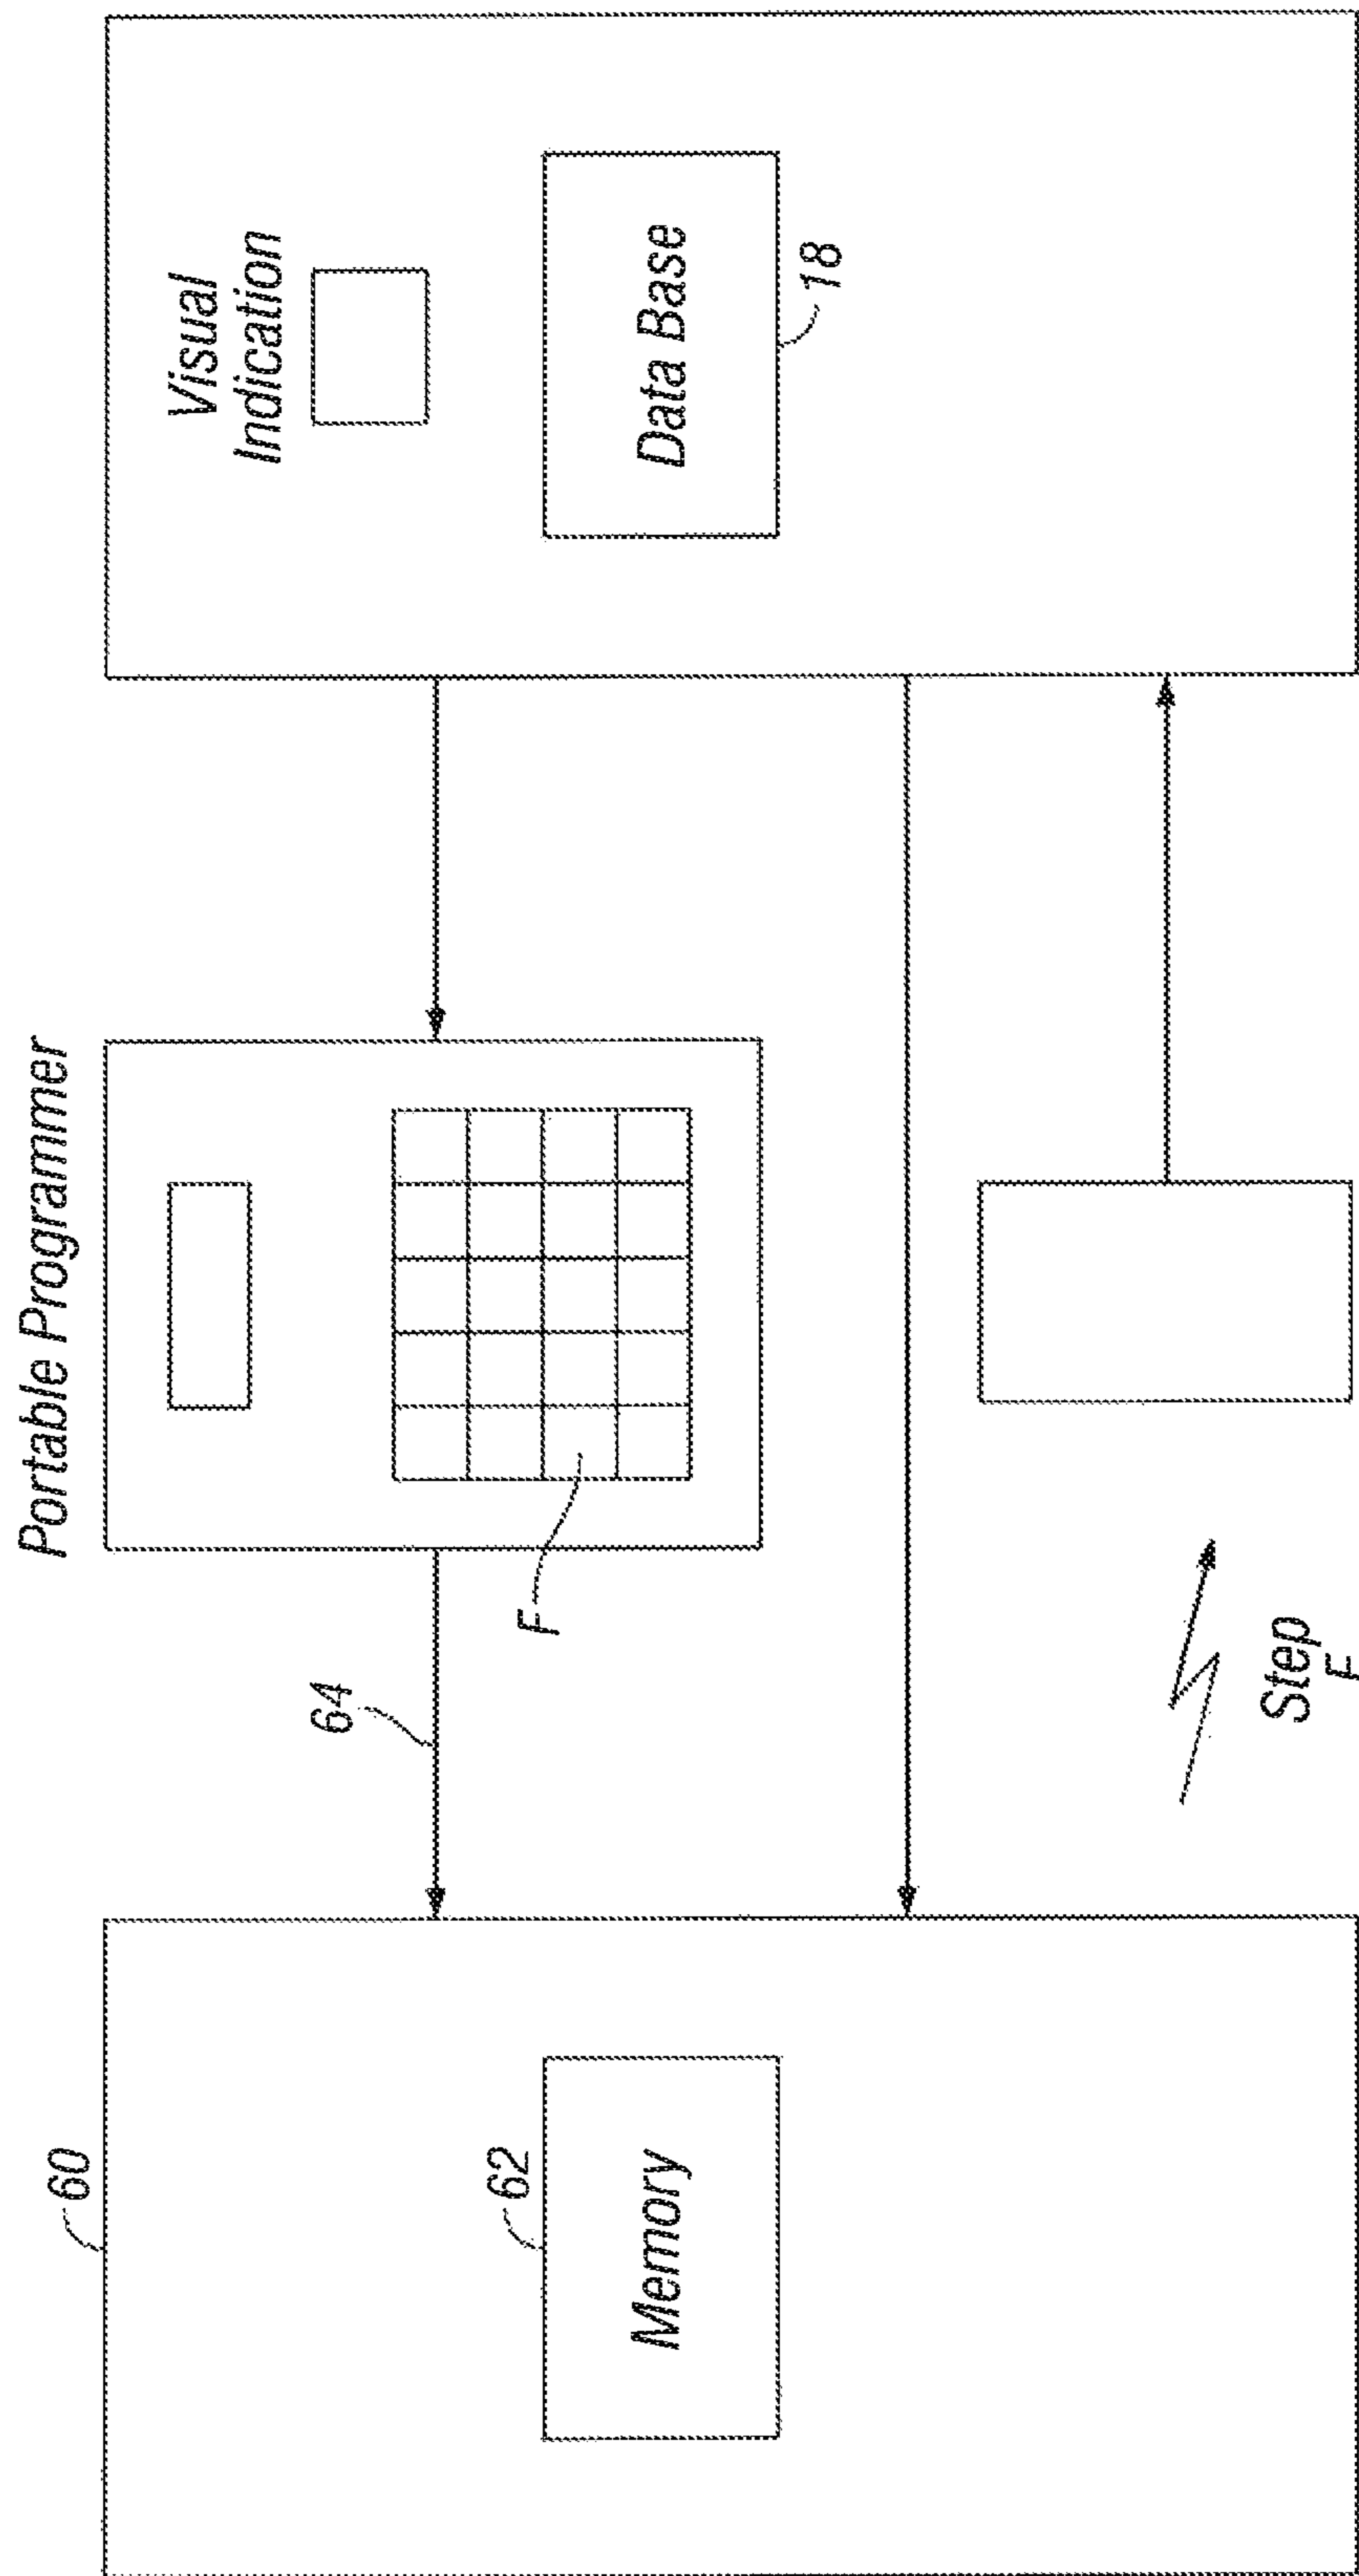 Portable Programmer
60
64
Visual
Indication
62
F
Memory
Data Base
18
Step
F